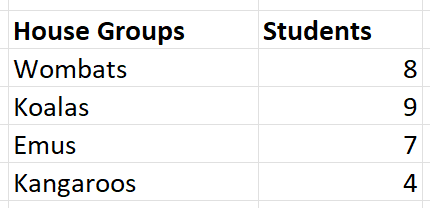 House Groups Students
Wombats 8
Koalas 9
Emus 7
Kangaroos 4